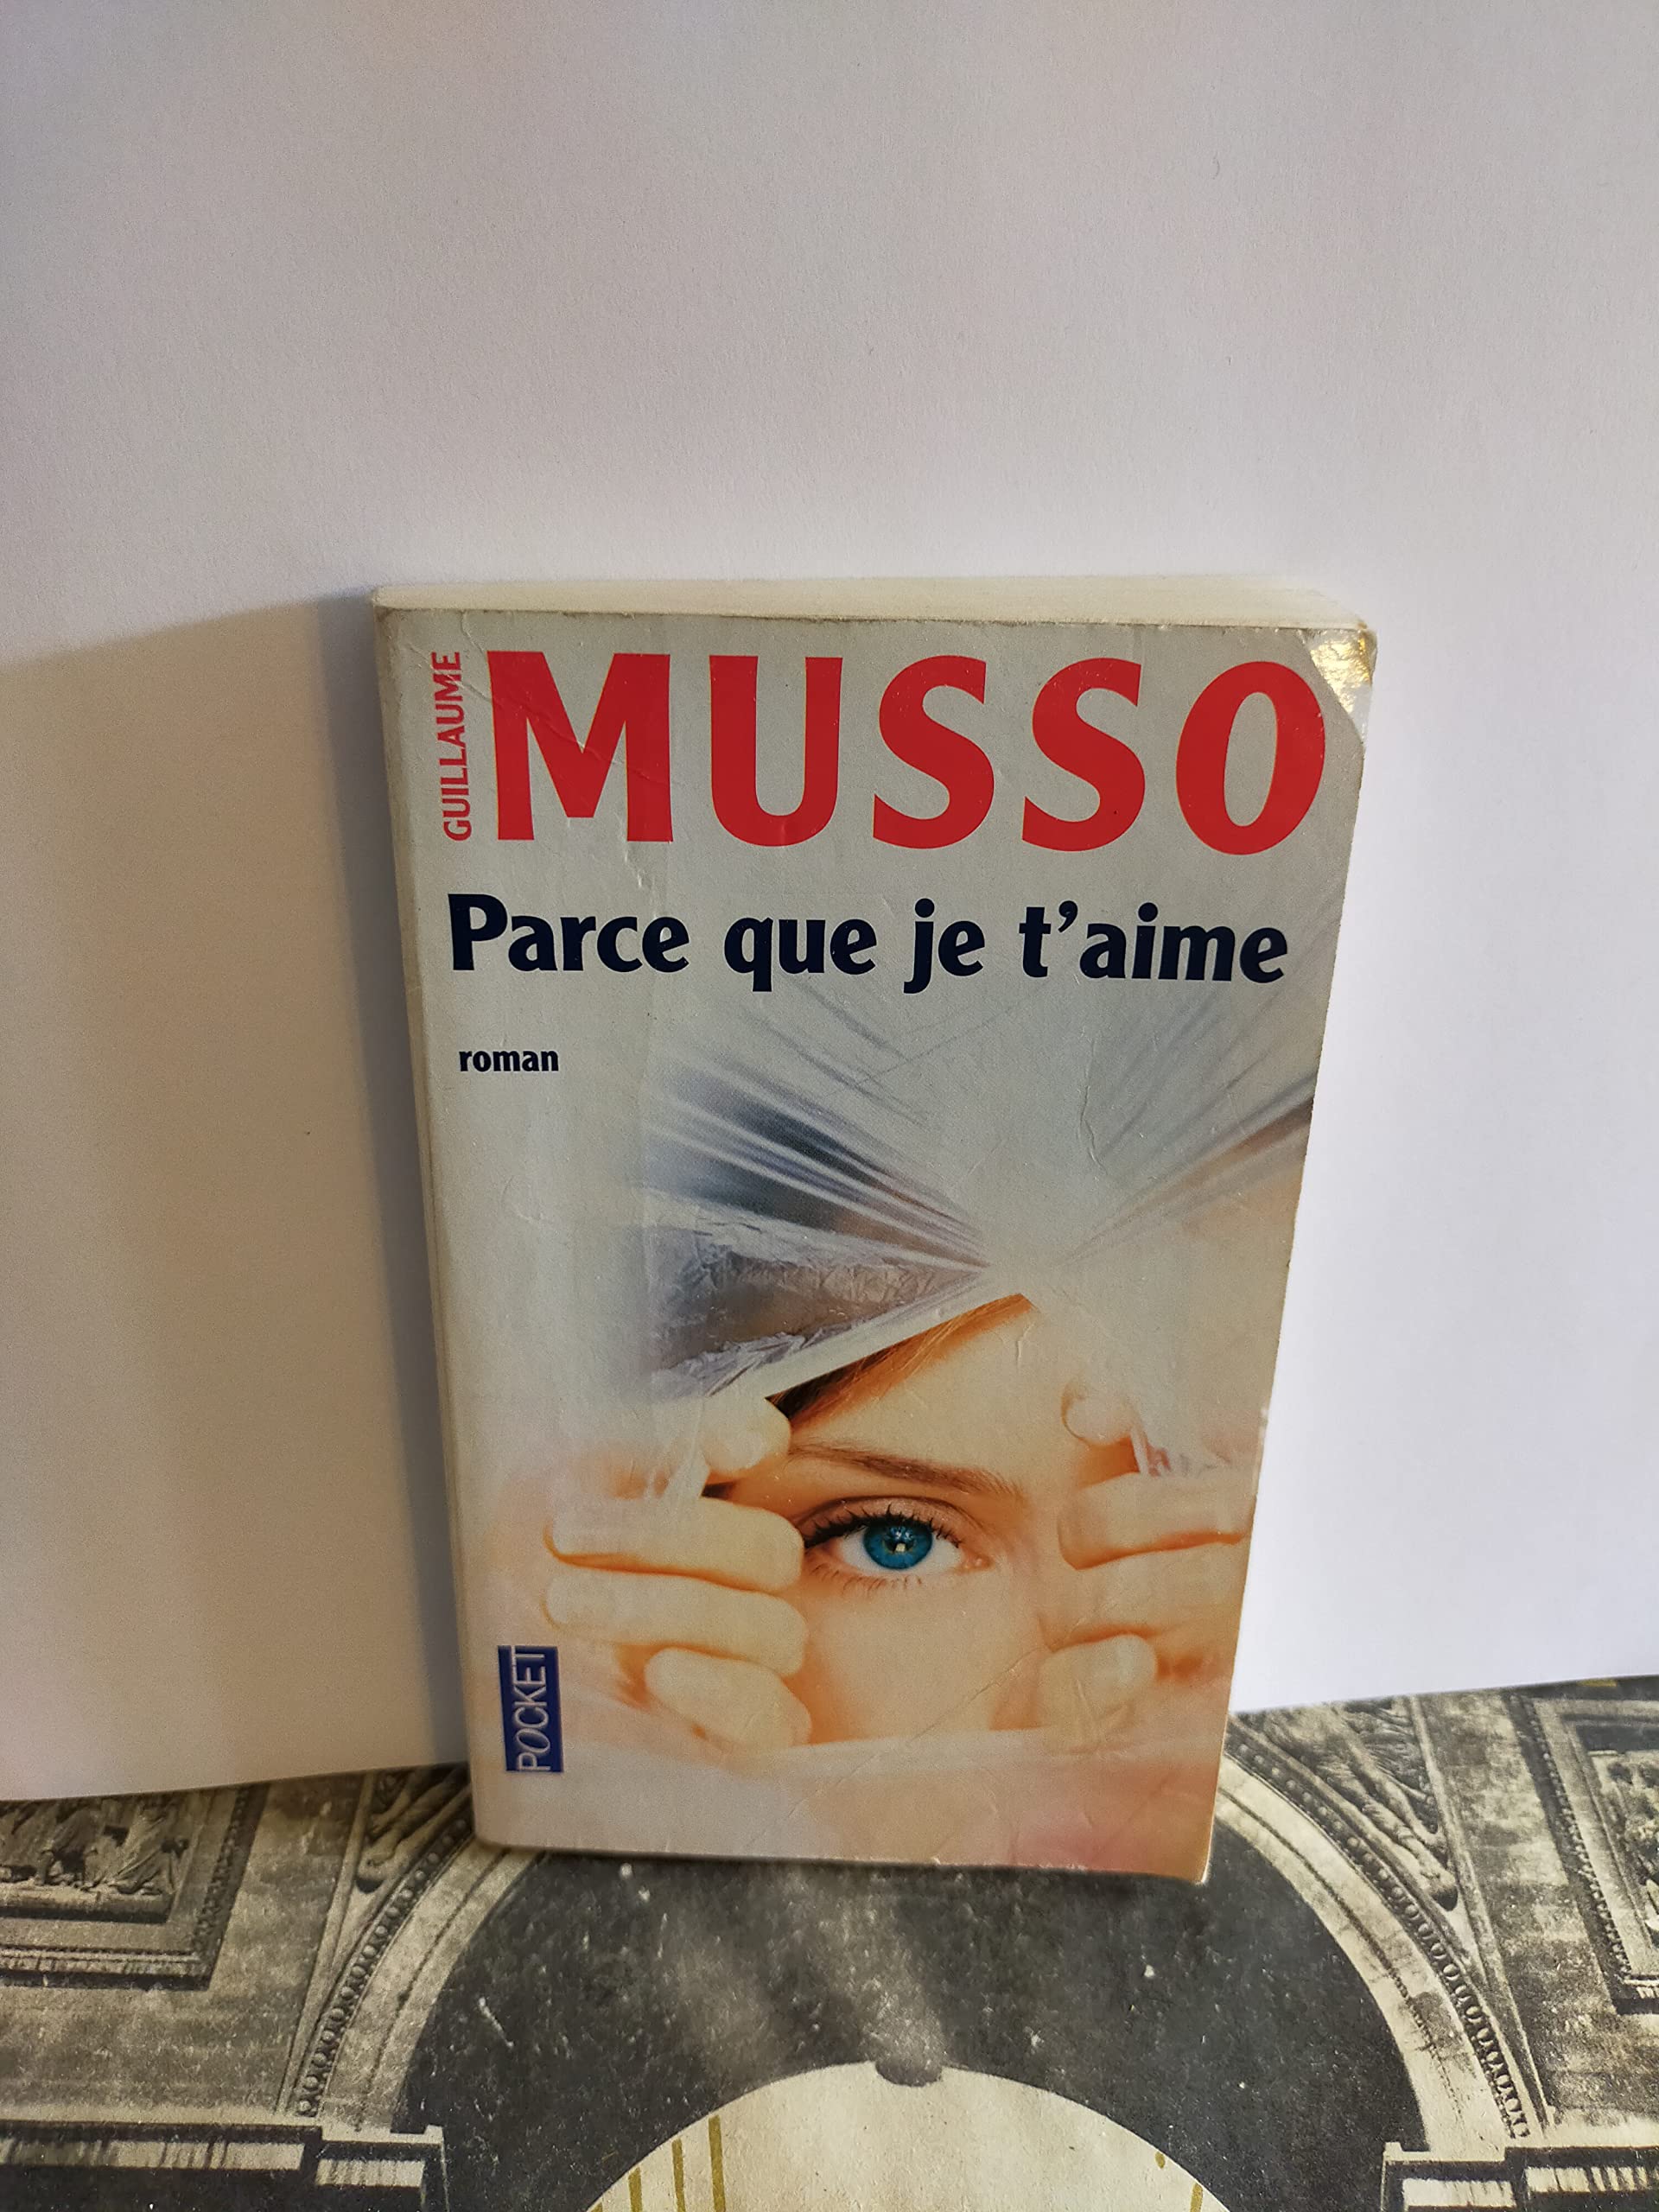 GUILLAUME
MUSSO
Parce que je t’aime
roman
POCKET